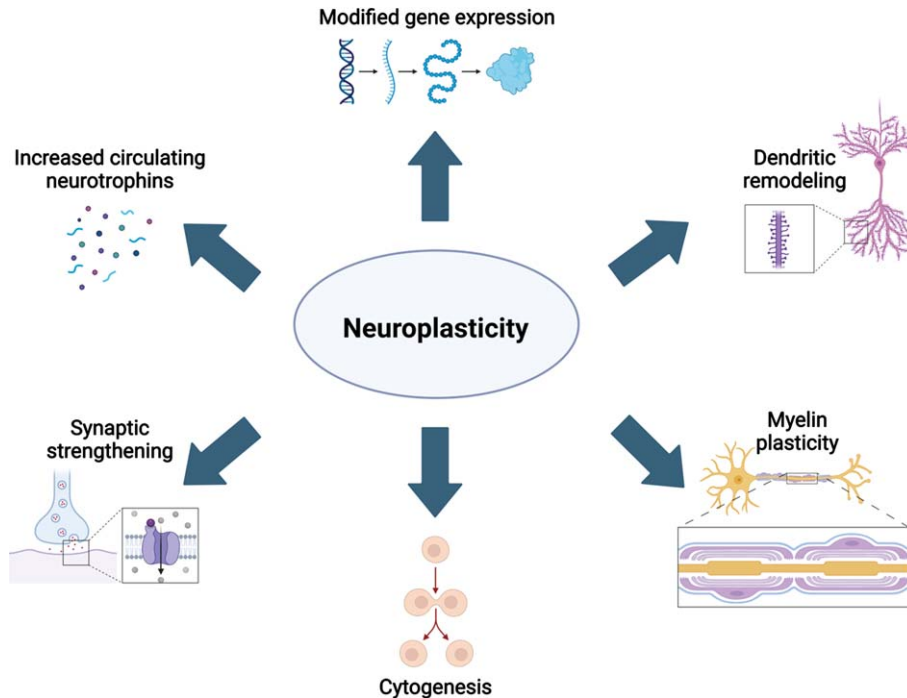 Modified gene expression
Increased circulating
neurotrophins
Dendritic
remodeling
Neuroplasticity
Synaptic
strengthening
Myelin
plasticity
Cytogenesis